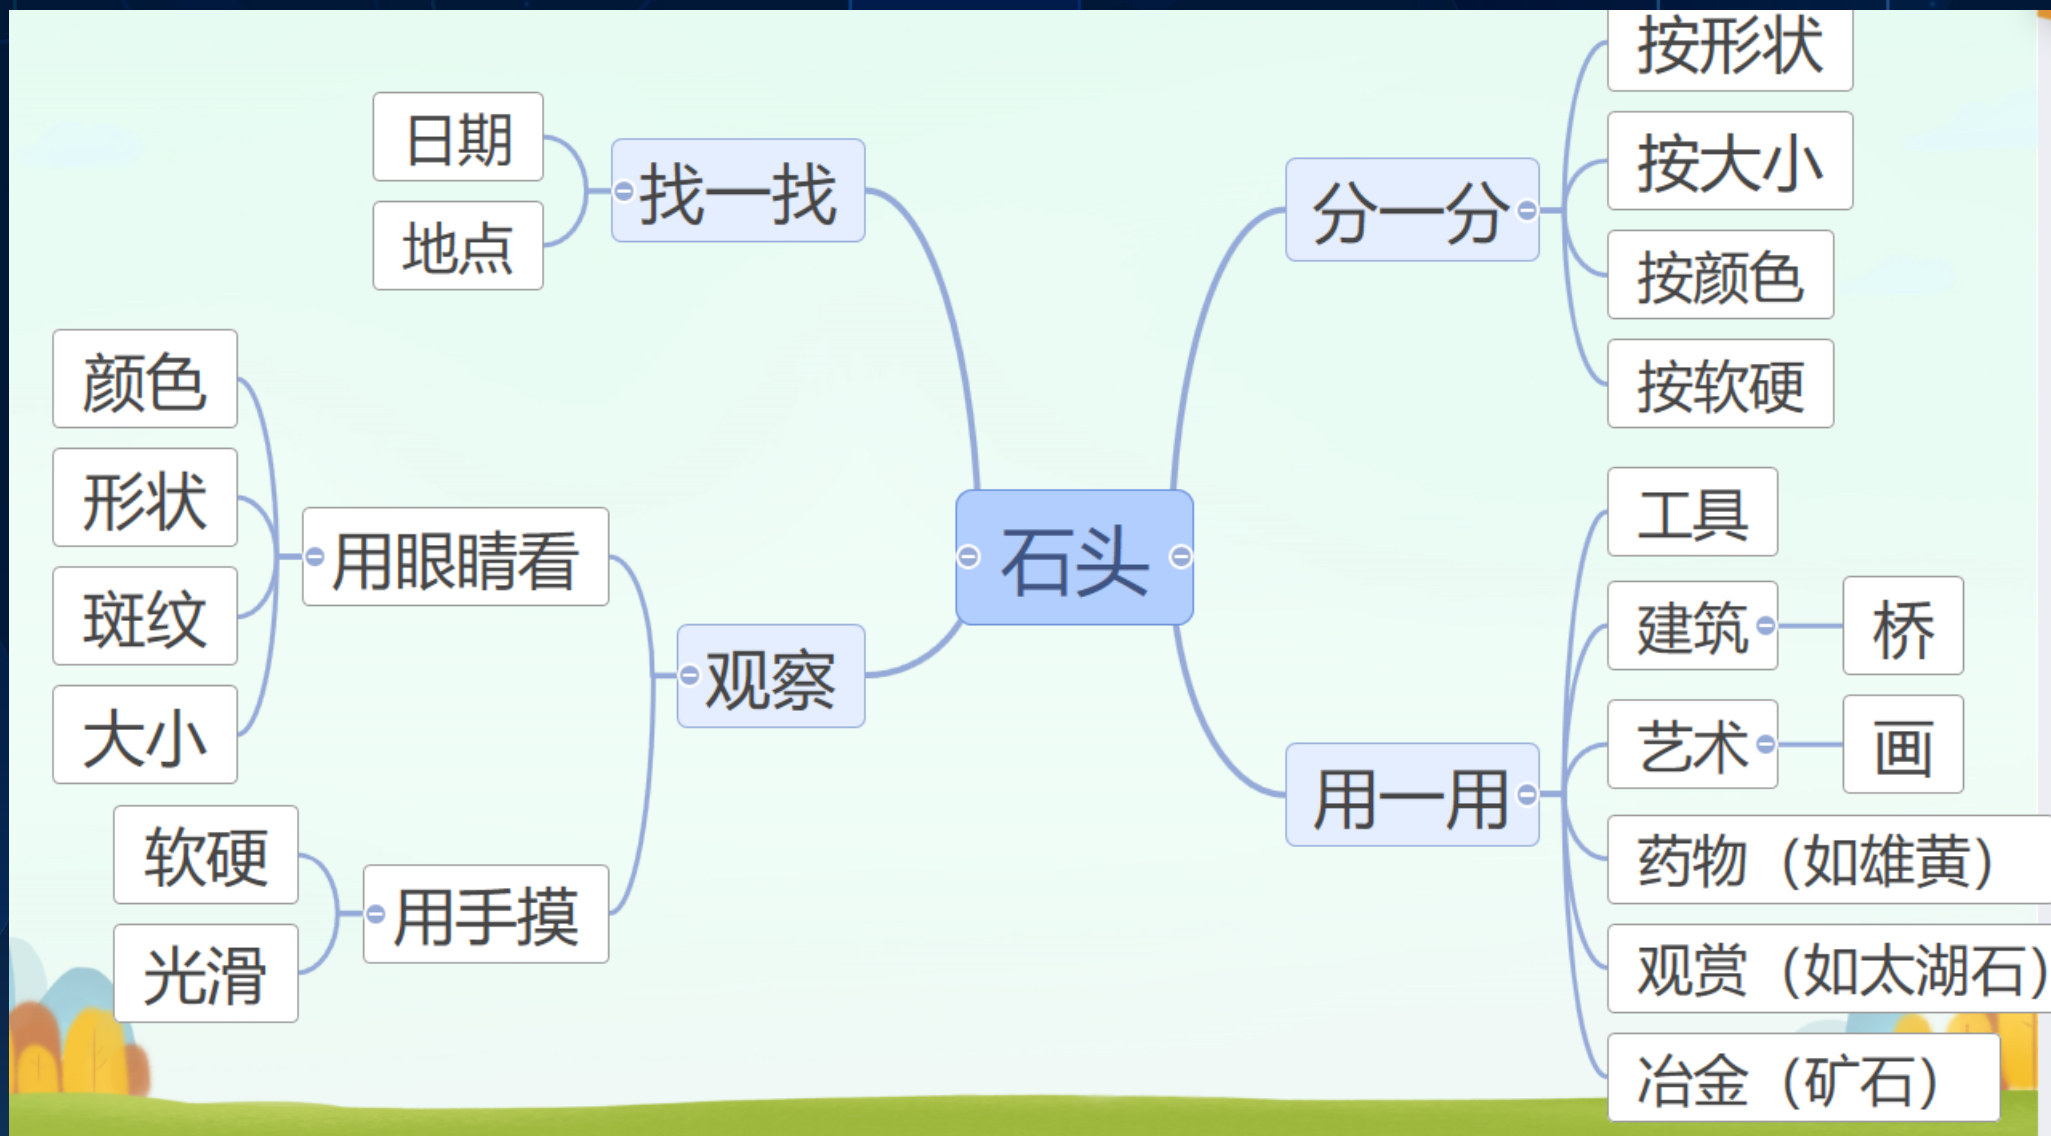 石头
找一找
日期
地点
观察
用眼睛看
颜色
形状
斑纹
大小
用手摸
软硬
光滑
分一分
按形状
按大小
按颜色
按软硬
用一用
工具
建筑
桥
艺术
画
药物（如雄黄）
观赏（如太湖石）
冶金（矿石）